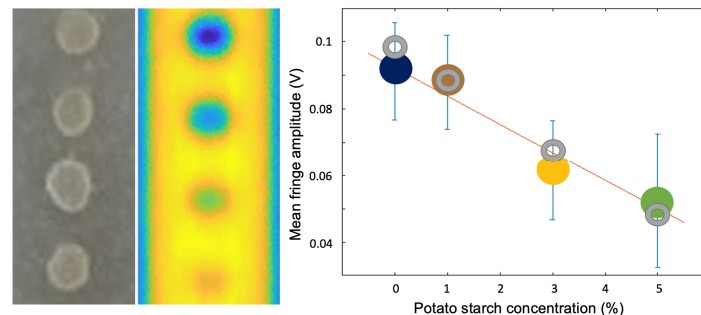 0.1
0.08
0.06
0.04
Mean fringe amplitude (V)
0 1 2 3 4 5
Potato starch concentration (%)